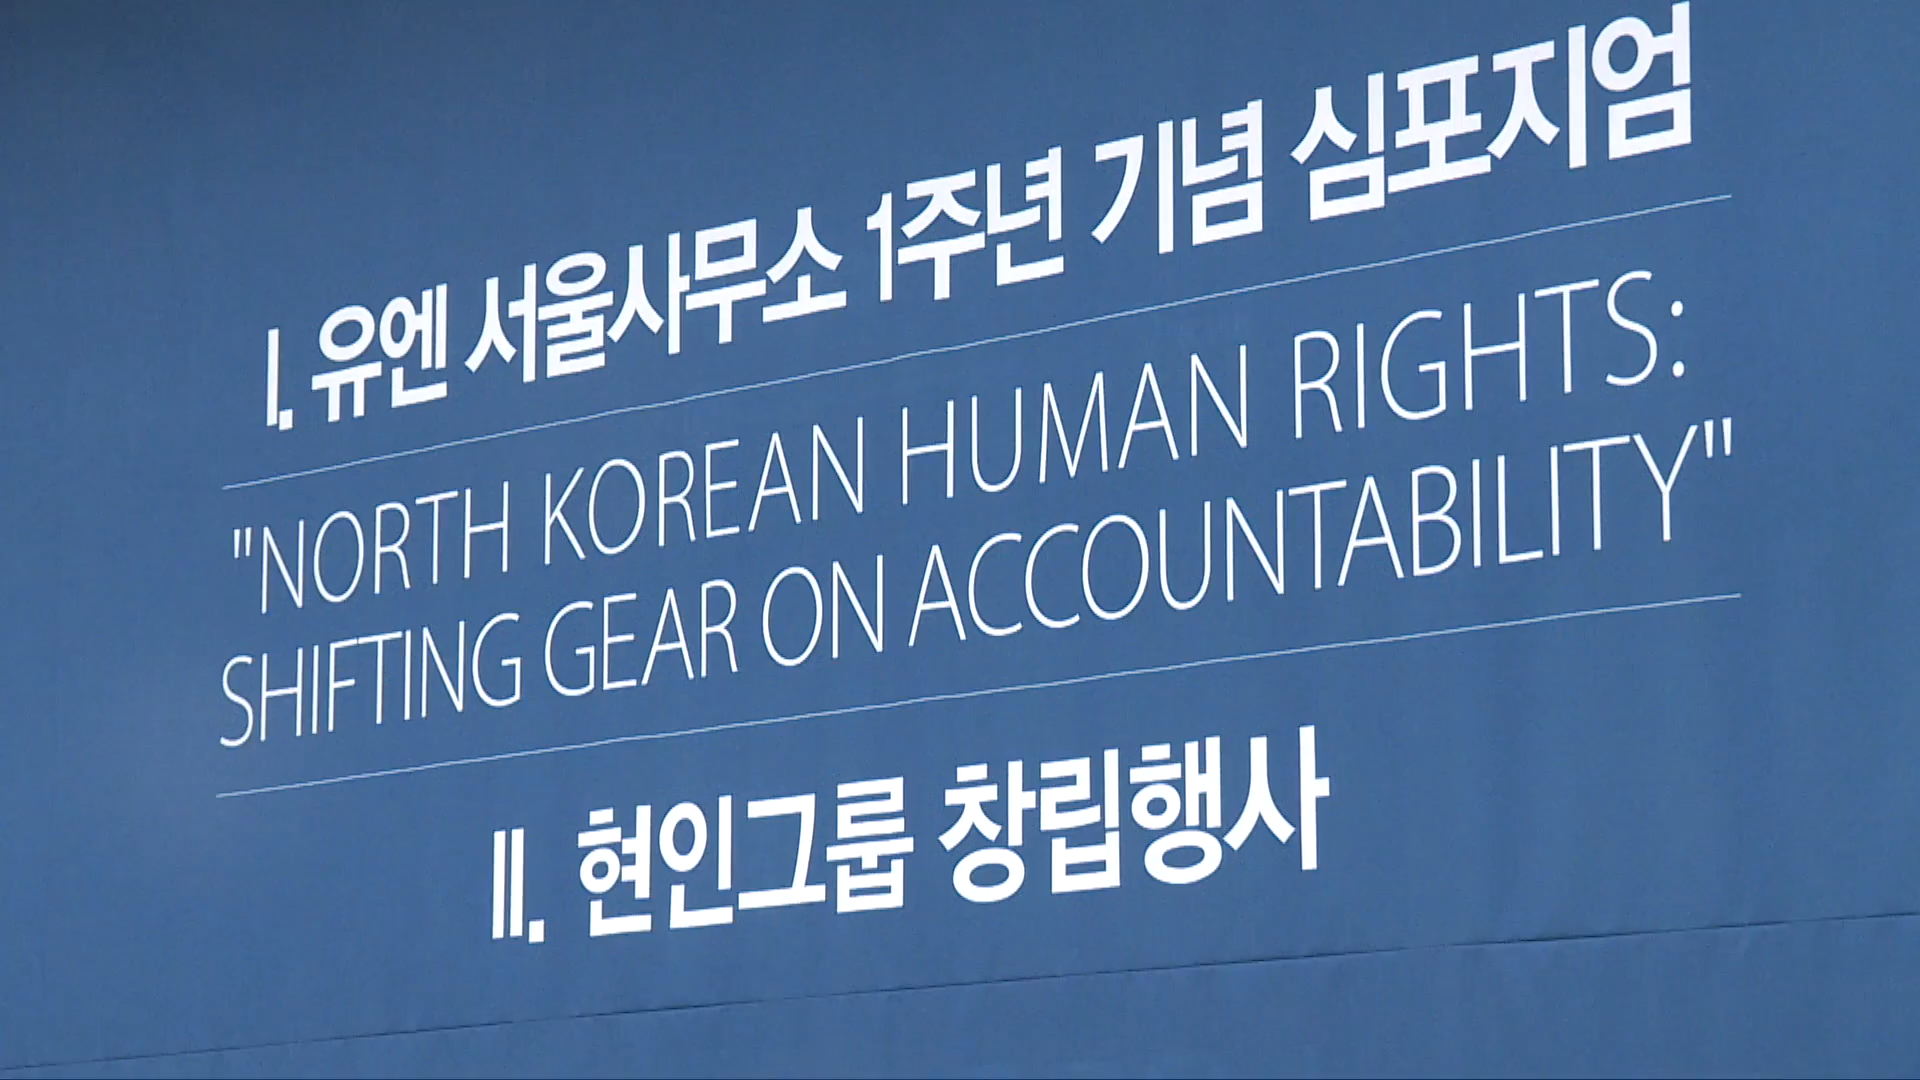 I. 유엔 서울사무소 1주년 기념 심포지엄
"NORTH KOREAN HUMAN RIGHTS:
SHIFTING GEAR ON ACCOUNTABILITY"
II. 현인그룹 창립행사